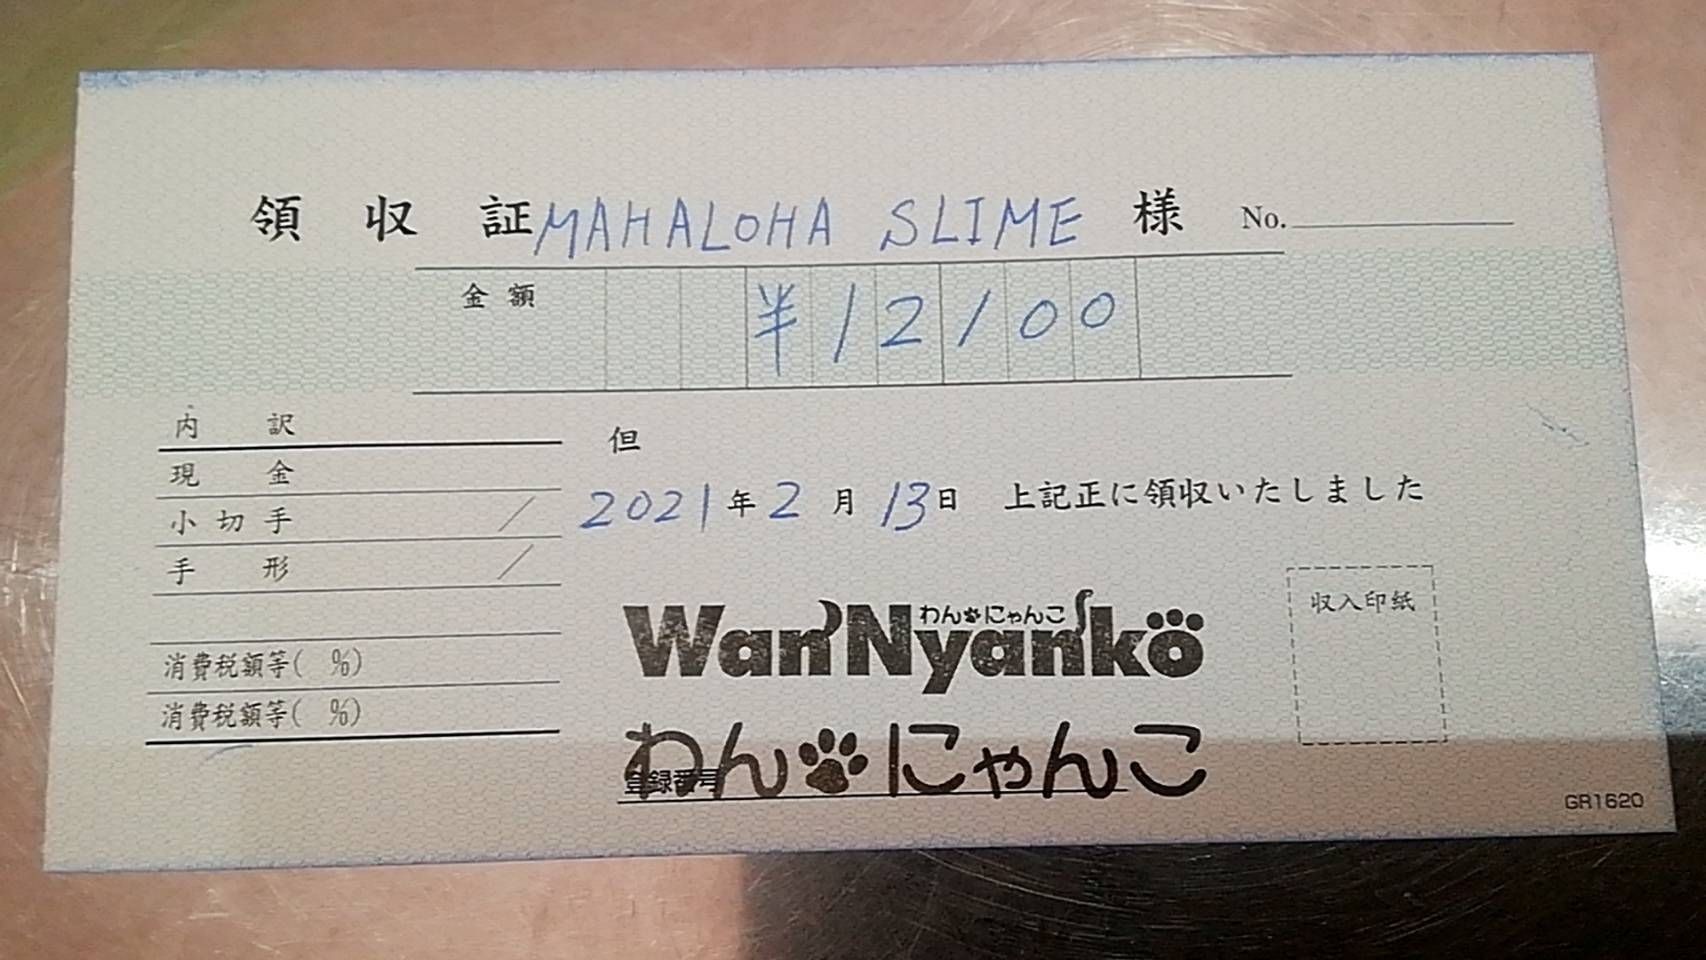 領収証 MAHALOHA SLIME 様 No.
金額 ¥12100
内訳
現金
小切手
手形
消費税額等( %)
消費税額等( %)
但
2021年2月13日 上記正に領収いたしました
収入印紙
わんにゃんこ
Wan Nyanko
わんにゃんこ
登録番号
GR1620